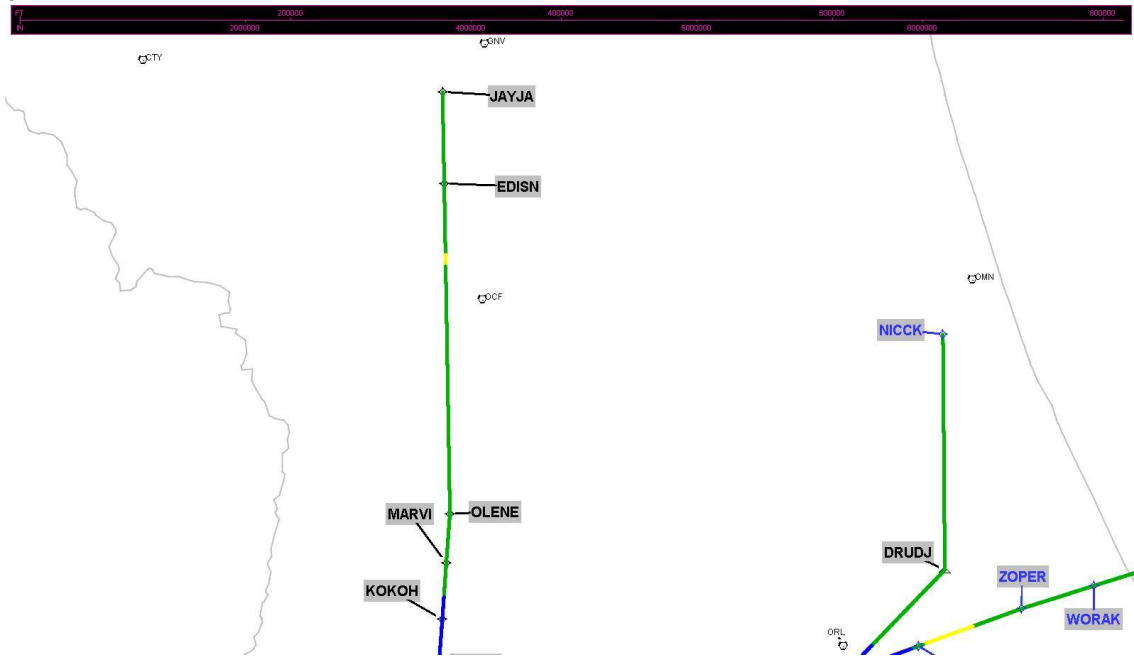 FT 200000 400000 600000 800000
IN 2000000 4000000 6000000 8000000
GNV
CTY
JAYJA
EDISN
OMN
OCF
NICCK
OLENE
MARVI
DRUDJ
ZOPER
KOKOH
WORAK
ORL